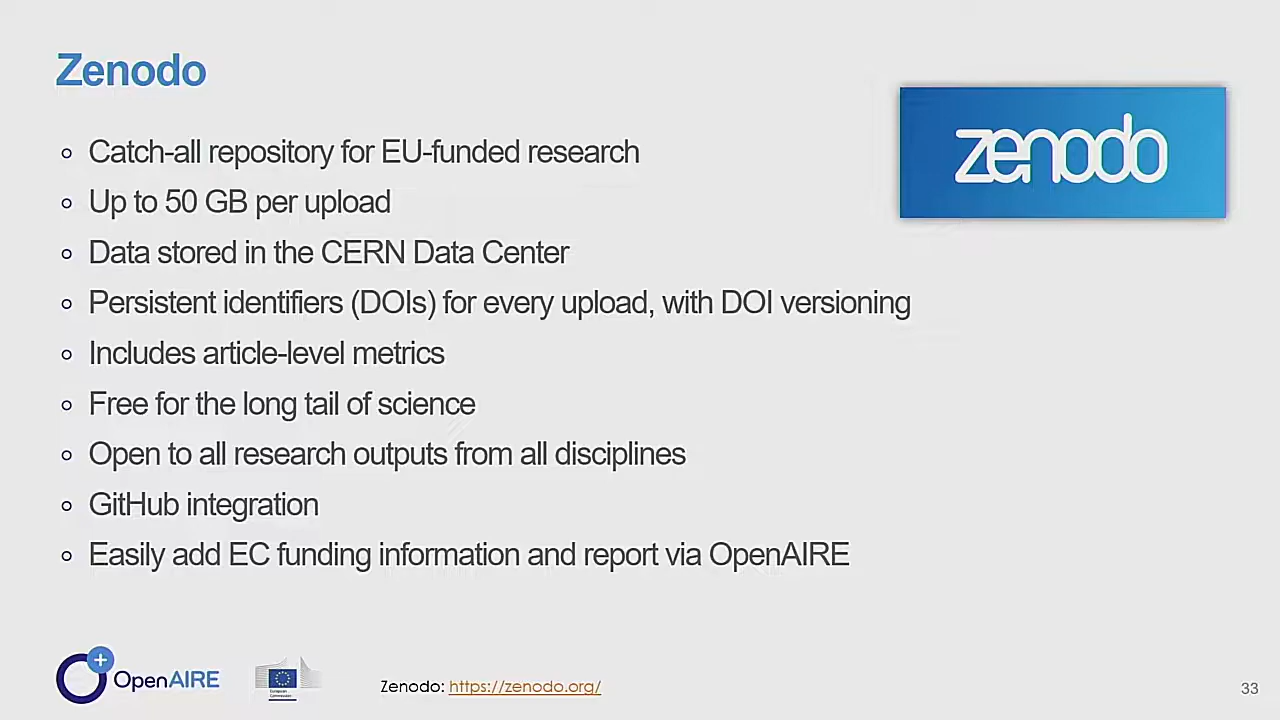 Zenodo
zenodo
Catch-all repository for EU-funded research
Up to 50 GB per upload
Data stored in the CERN Data Center
Persistent identifiers (DOIs) for every upload, with DOI versioning
Includes article-level metrics
Free for the long tail of science
Open to all research outputs from all disciplines
GitHub integration
Easily add EC funding information and report via OpenAIRE
OpenAIRE
European
Commission
Zenodo: https://zenodo.org/
33